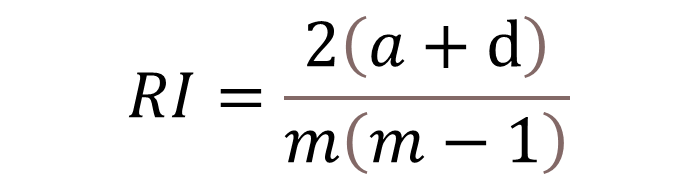 RI = 2(a + d) / m(m − 1)